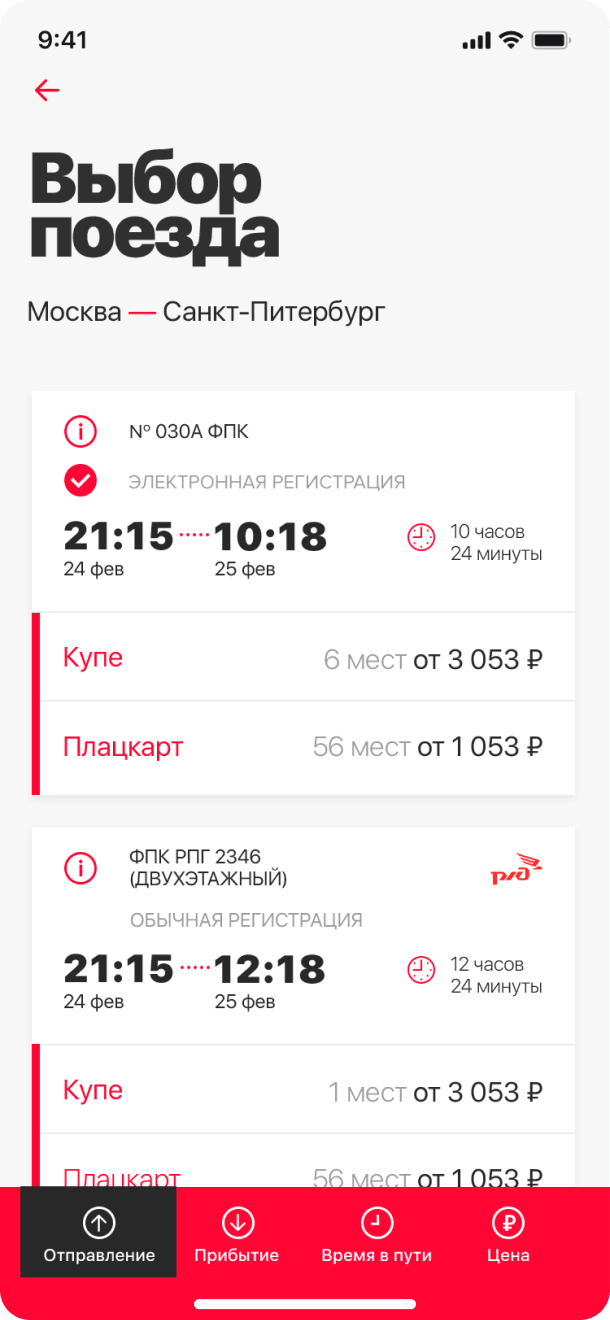 9:41
Выбор
поезда
Москва — Санкт-Питербург
№ 030А ФПК
ЭЛЕКТРОННАЯ РЕГИСТРАЦИЯ
21:15 ····· 10:18
24 фев 25 фев
10 часов
24 минуты
Купе 6 мест от 3 053 ₽
Плацкарт 56 мест от 1 053 ₽
ФПК РПГ 2346
(ДВУХЭТАЖНЫЙ)
ржд
ОБЫЧНАЯ РЕГИСТРАЦИЯ
21:15 ····· 12:18
24 фев 25 фев
12 часов
24 минуты
Купе 1 мест от 3 053 ₽
Плацкарт 56 мест от 1 053 ₽
Отправление Прибытие Время в пути Цена